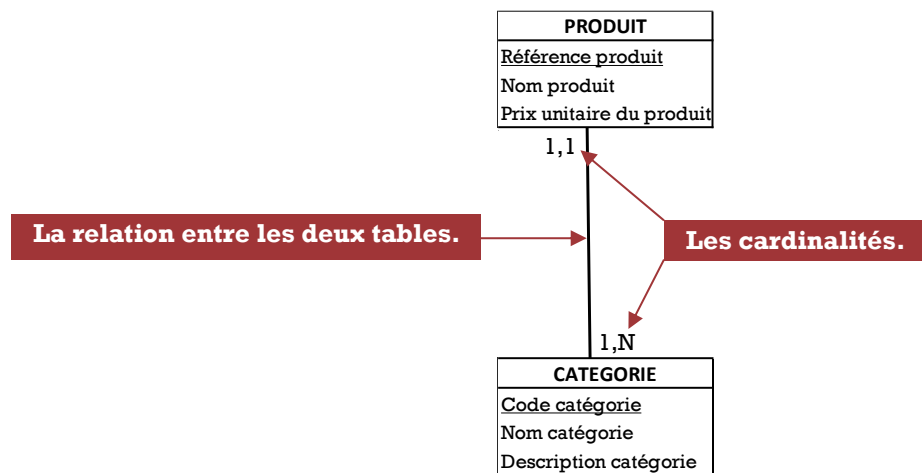 PRODUIT
Référence produit
Nom produit
Prix unitaire du produit
1,1
La relation entre les deux tables.
Les cardinalités.
1,N
CATEGORIE
Code catégorie
Nom catégorie
Description catégorie